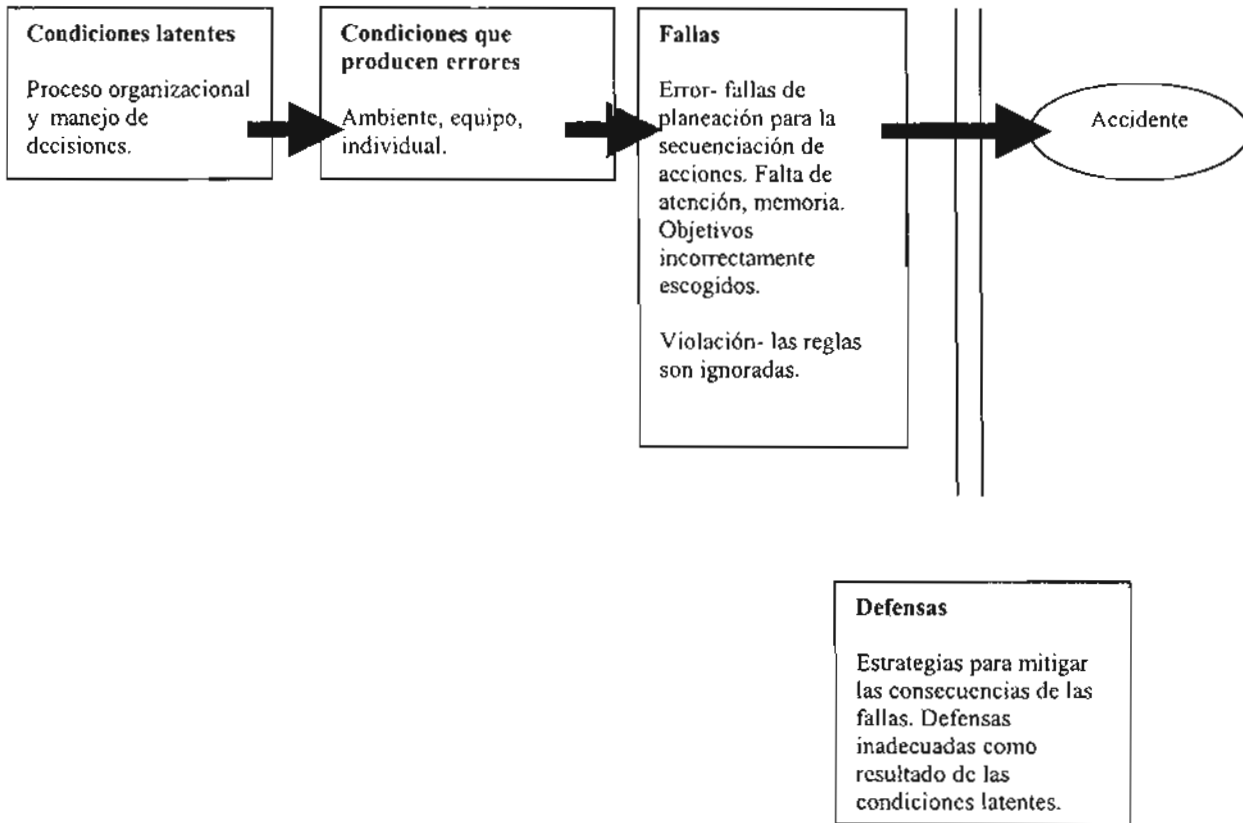 Condiciones latentes
Proceso organizacional
y manejo de
decisiones.
Condiciones que
producen errores
Ambiente, equipo,
individual.
Fallas
Error- fallas de
planeación para la
secuenciación de
acciones. Falta de
atención, memoria.
Objetivos
incorrectamente
escogidos.
Violación- las reglas
son ignoradas.
Accidente
Defensas
Estrategias para mitigar
las consecuencias de las
fallas. Defensas
inadecuadas como
resultado de las
condiciones latentes.